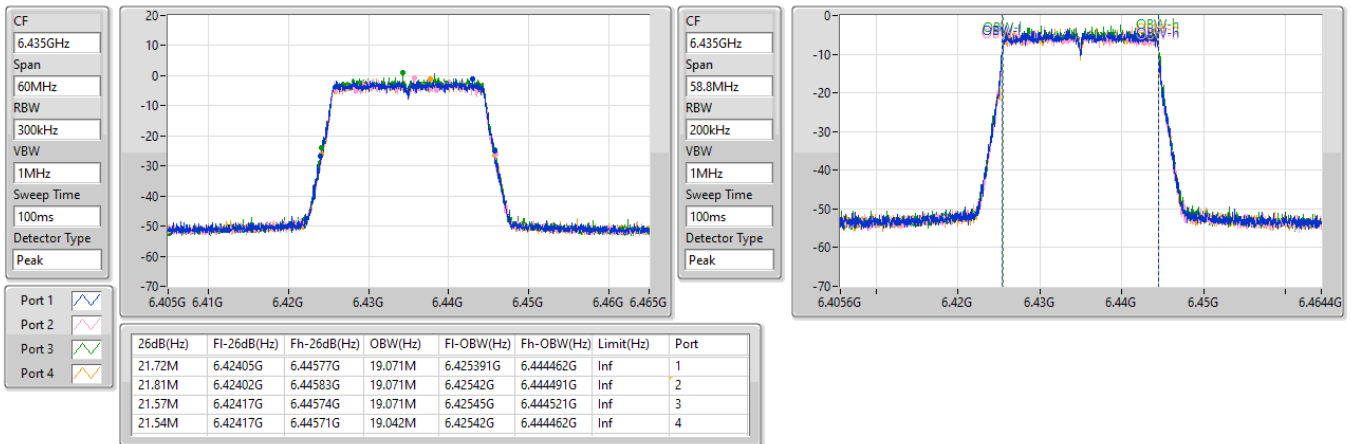 CF
6.435GHz
Span
60MHz
RBW
300kHz
VBW
1MHz
Sweep Time
100ms
Detector Type
Peak
20
10
0
-10
-20
-30
-40
-50
-60
-70
6.405G 6.41G 6.42G 6.43G 6.44G 6.45G 6.46G 6.465G
CF
6.435GHz
Span
58.8MHz
RBW
200kHz
VBW
1MHz
Sweep Time
100ms
Detector Type
Peak
0
-10
-20
-30
-40
-50
-60
-70
OBW-h
6.4056G 6.42G 6.43G 6.44G 6.45G 6.4644G
Port 1
Port 2
Port 3
Port 4
26dB(Hz) Fl-26dB(Hz) Fh-26dB(Hz) OBW(Hz) Fl-OBW(Hz) Fh-OBW(Hz) Limit(Hz) Port
21.72M 6.42405G 6.44577G 19.071M 6.425391G 6.444462G Inf 1
21.81M 6.42402G 6.44583G 19.071M 6.42542G 6.444491G Inf 2
21.57M 6.42417G 6.44574G 19.071M 6.42545G 6.444521G Inf 3
21.54M 6.42417G 6.44571G 19.042M 6.42542G 6.444462G Inf 4